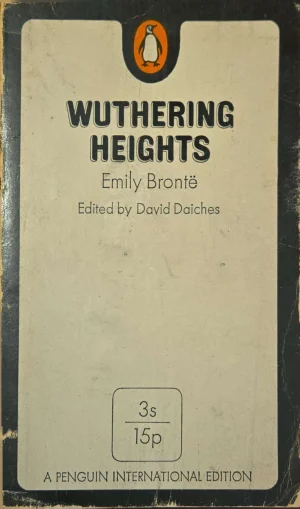 WUTHERING
HEIGHTS
Emily Brontë
Edited by David Daiches
3s
15p
A PENGUIN INTERNATIONAL EDITION